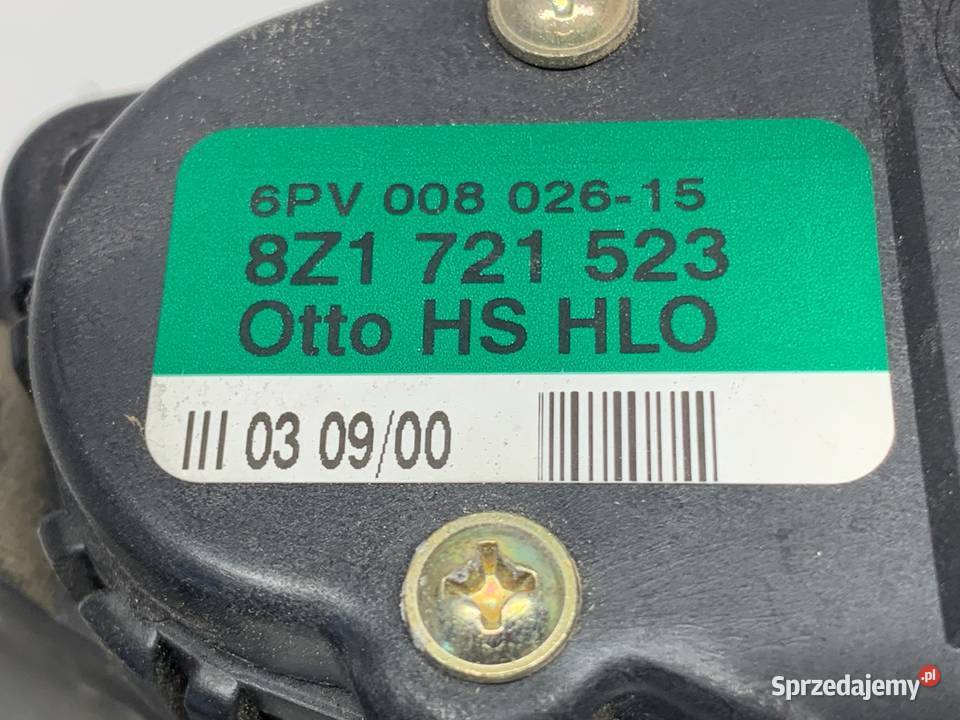 6PV 008 026-15
8Z1 721 523
Otto HS HLO
III 03 09/00
Sprzedajemy.pl